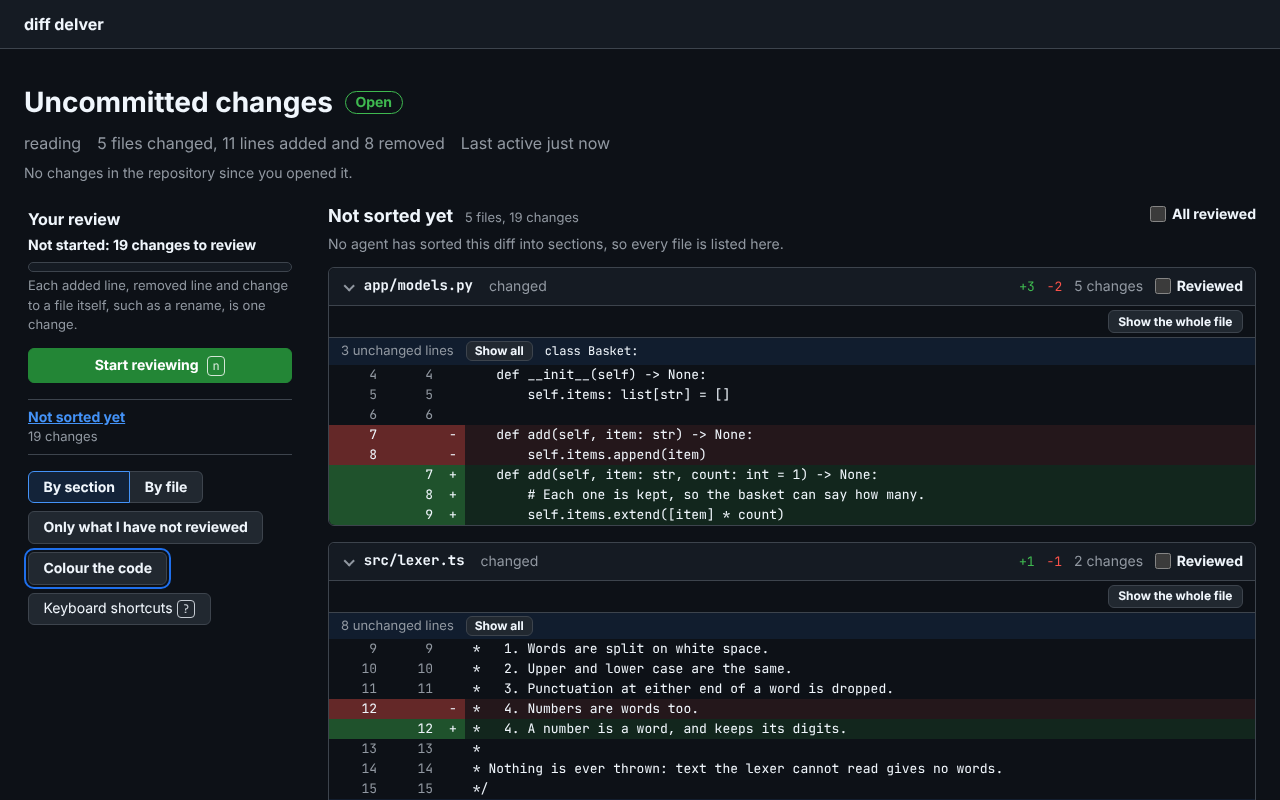 diff delver
Uncommitted changes Open
reading 5 files changed, 11 lines added and 8 removed Last active just now
No changes in the repository since you opened it.
Your review
Not started: 19 changes to review
Each added line, removed line and change
to a file itself, such as a rename, is one
change.
Start reviewing n
Not sorted yet
19 changes
By section By file
Only what I have not reviewed
Colour the code
Keyboard shortcuts ?
Not sorted yet 5 files, 19 changes All reviewed
No agent has sorted this diff into sections, so every file is listed here.
app/models.py changed +3 -2 5 changes Reviewed
Show the whole file
3 unchanged lines Show all class Basket:
4 4 def __init__(self) -> None:
5 5 self.items: list[str] = []
6 6
7 - def add(self, item: str) -> None:
8 - self.items.append(item)
7 + def add(self, item: str, count: int = 1) -> None:
8 + # Each one is kept, so the basket can say how many.
9 + self.items.extend([item] * count)
src/lexer.ts changed +1 -1 2 changes Reviewed
Show the whole file
8 unchanged lines Show all
9 9 * 1. Words are split on white space.
10 10 * 2. Upper and lower case are the same.
11 11 * 3. Punctuation at either end of a word is dropped.
12 - * 4. Numbers are words too.
12 + * 4. A number is a word, and keeps its digits.
13 13 *
14 14 * Nothing is ever thrown: text the lexer cannot read gives no words.
15 15 */